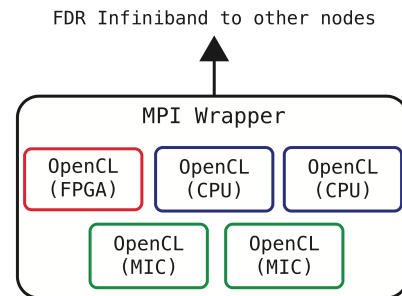 FDR Infiniband to other nodes
MPI Wrapper
OpenCL
(FPGA)
OpenCL
(CPU)
OpenCL
(CPU)
OpenCL
(MIC)
OpenCL
(MIC)